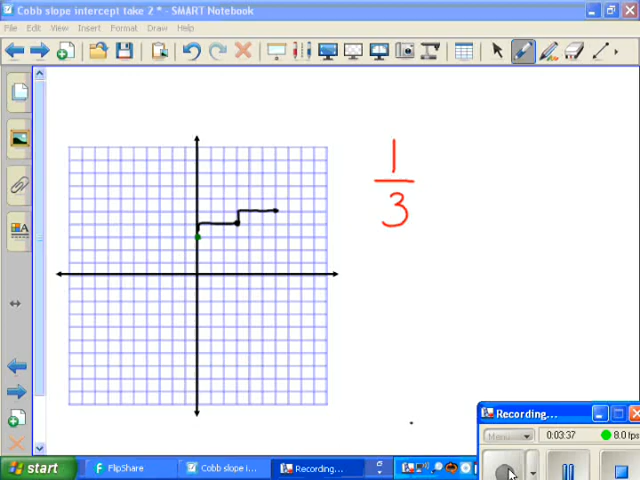 Cobb slope intercept take 2 * - SMART Notebook
File Edit View Insert Format Draw Help
1
3
Recording...
Menu
0:03:37 8.0 fps
start FlipShare Cobb slope i... Recording...